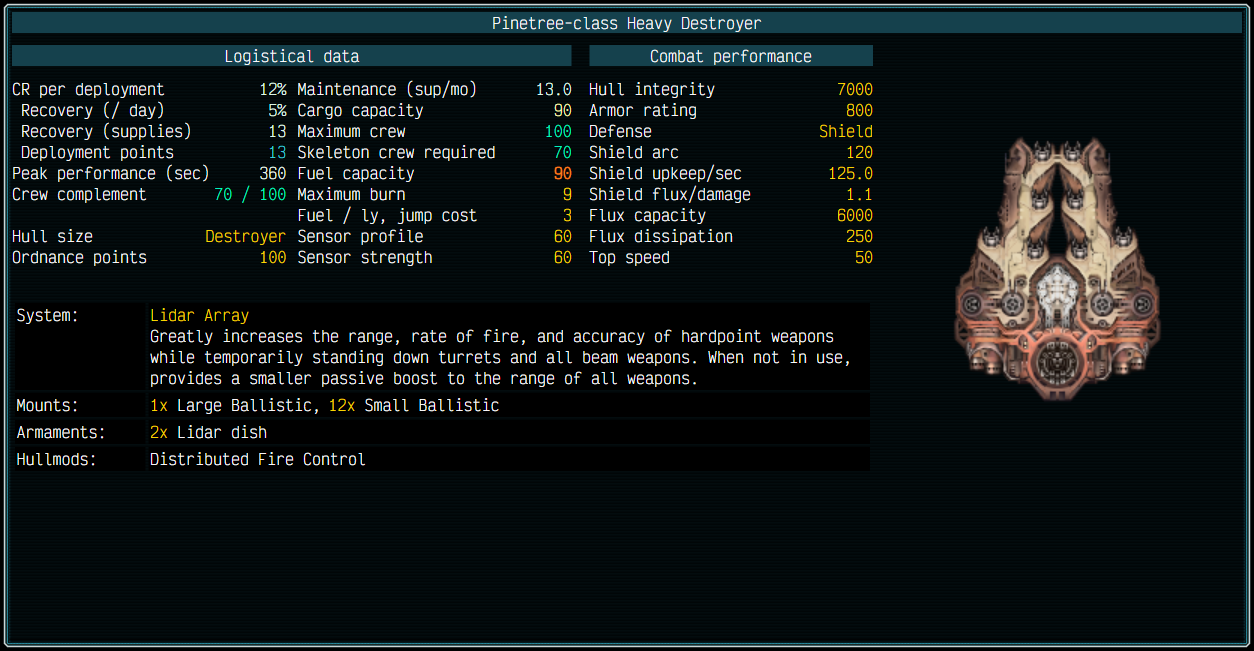 Pinetree-class Heavy Destroyer
Logistical data
CR per deployment 12%
Recovery (/ day) 5%
Recovery (supplies) 13
Deployment points 13
Peak performance (sec) 360
Crew complement 70 / 100
Hull size Destroyer
Ordnance points 100
Maintenance (sup/mo) 13.0
Cargo capacity 90
Maximum crew 100
Skeleton crew required 70
Fuel capacity 90
Maximum burn 9
Fuel / ly, jump cost 3
Sensor profile 60
Sensor strength 60
Combat performance
Hull integrity 7000
Armor rating 800
Defense Shield
Shield arc 120
Shield upkeep/sec 125.0
Shield flux/damage 1.1
Flux capacity 6000
Flux dissipation 250
Top speed 50
System: Lidar Array
Greatly increases the range, rate of fire, and accuracy of hardpoint weapons
while temporarily standing down turrets and all beam weapons. When not in use,
provides a smaller passive boost to the range of all weapons.
Mounts: 1x Large Ballistic, 12x Small Ballistic
Armaments: 2x Lidar dish
Hullmods: Distributed Fire Control